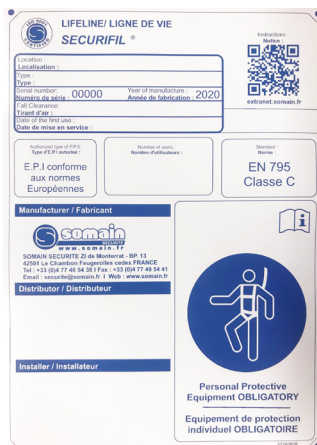 ISO 9001
CERTIFIED
LIFELINE/ LIGNE DE VIE
SECURIFIL ®
Instructions :
Notice :
extranet.somain.fr
Location :
Localisation :
Type :
Type :
Serial number: 00000
Numéro de série :
Year of manufacture : 2020
Année de fabrication :
Fall Clearance:
Tirant d'air :
Date of the first use :
Date de mise en service :
Authorized type of P.P.E.
Type d'E.P.I autorisé :
E.P.I conforme
aux normes
Européennes
Number of users :
Nombre d'utilisateurs :
Standard :
Norme :
EN 795
Classe C
Manufacturer / Fabricant
Somain
SECURITE
www.somain.fr
SOMAIN SECURITE ZI de Monterrat - BP. 13
42501 Le Chambon Feugerolles cedex FRANCE
Tel : +33 (0)4 77 40 54 38 I Fax : +33 (0)4 77 40 54 41
Email : securite@somain.fr I Web : www.somain.fr
Distributor / Distributeur
Installer / Installateur
i
Personal Protective
Equipment OBLIGATORY
Equipement de protection
individuel OBLIGATOIRE